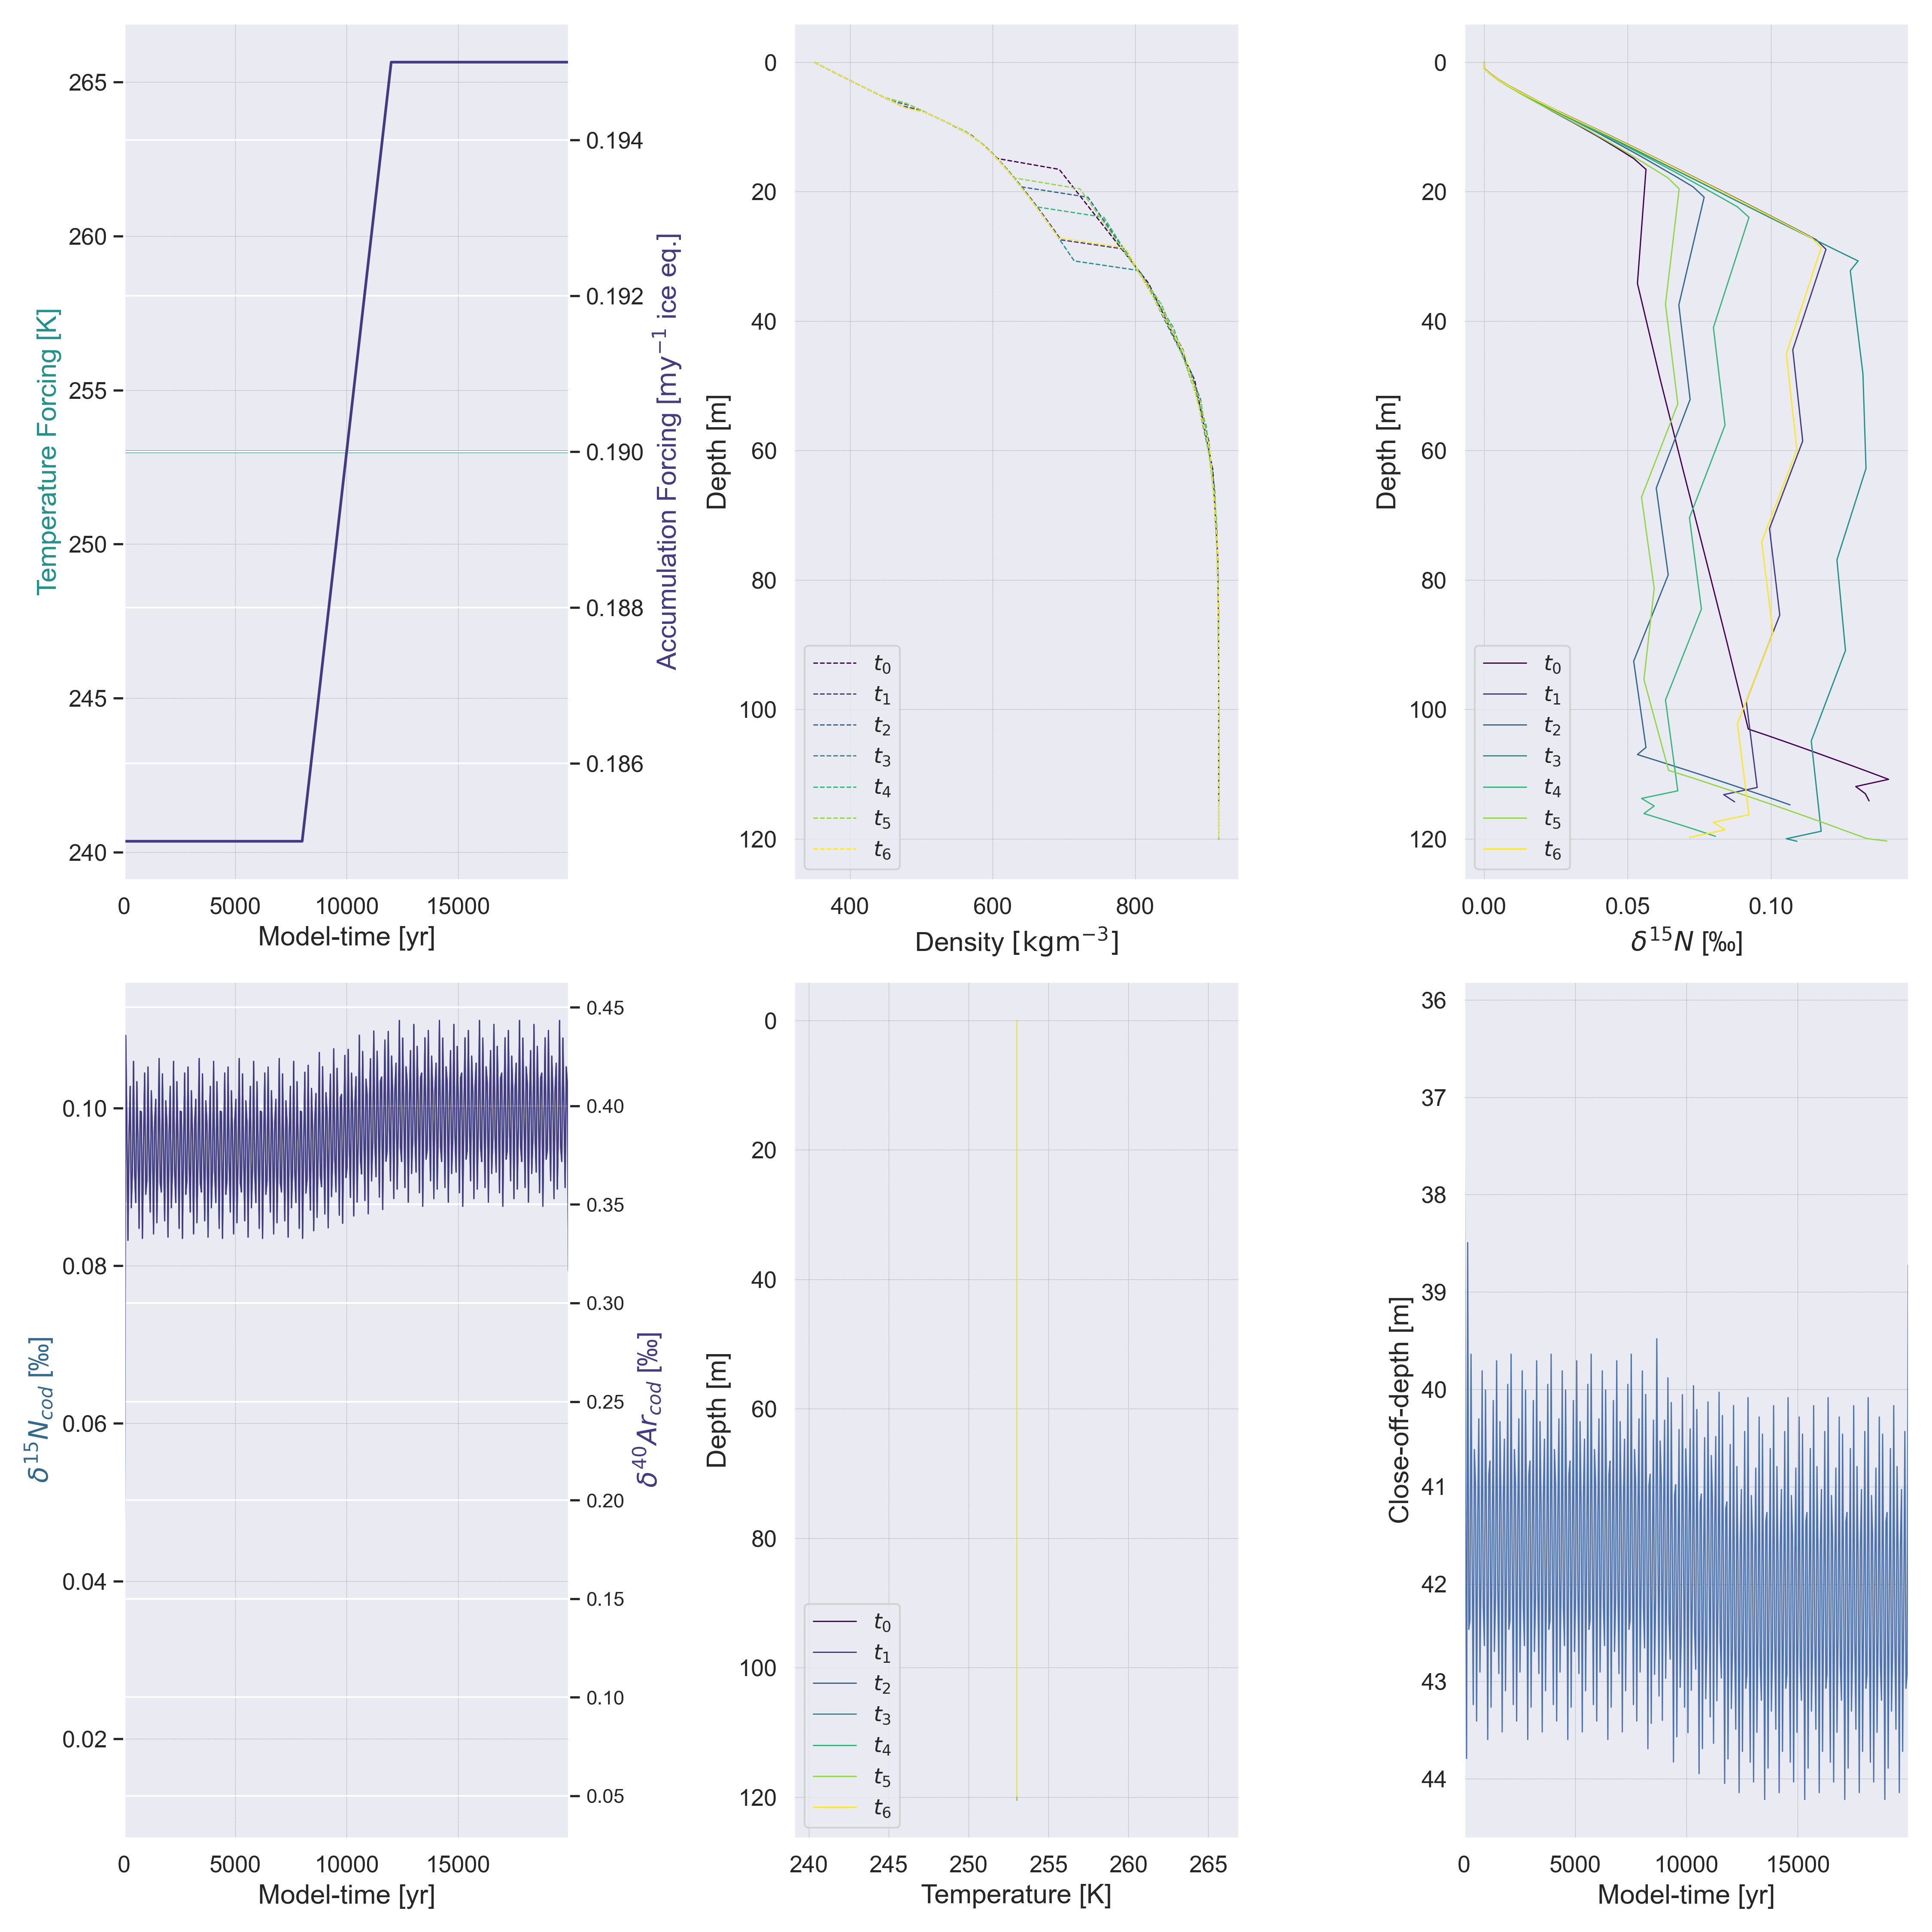 265
260
255
250
245
240
Temperature Forcing [K]
0.194
0.192
0.190
0.188
0.186
Accumulation Forcing [my⁻¹ ice eq.]
0
5000
10000
15000
Model-time [yr]
0
20
40
60
80
100
120
Depth [m]
t₀
t₁
t₂
t₃
t₄
t₅
t₆
400
600
800
Density [kgm⁻³]
0
20
40
60
80
100
120
Depth [m]
t₀
t₁
t₂
t₃
t₄
t₅
t₆
0.00
0.05
0.10
δ¹⁵N [‰]
0.10
0.08
0.06
0.04
0.02
δ¹⁵N_cod [‰]
0.45
0.40
0.35
0.30
0.25
0.20
0.15
0.10
0.05
δ⁴⁰Ar_cod [‰]
0
5000
10000
15000
Model-time [yr]
0
20
40
60
80
100
120
Depth [m]
t₀
t₁
t₂
t₃
t₄
t₅
t₆
240
245
250
255
260
265
Temperature [K]
36
37
38
39
40
41
42
43
44
Close-off-depth [m]
0
5000
10000
15000
Model-time [yr]